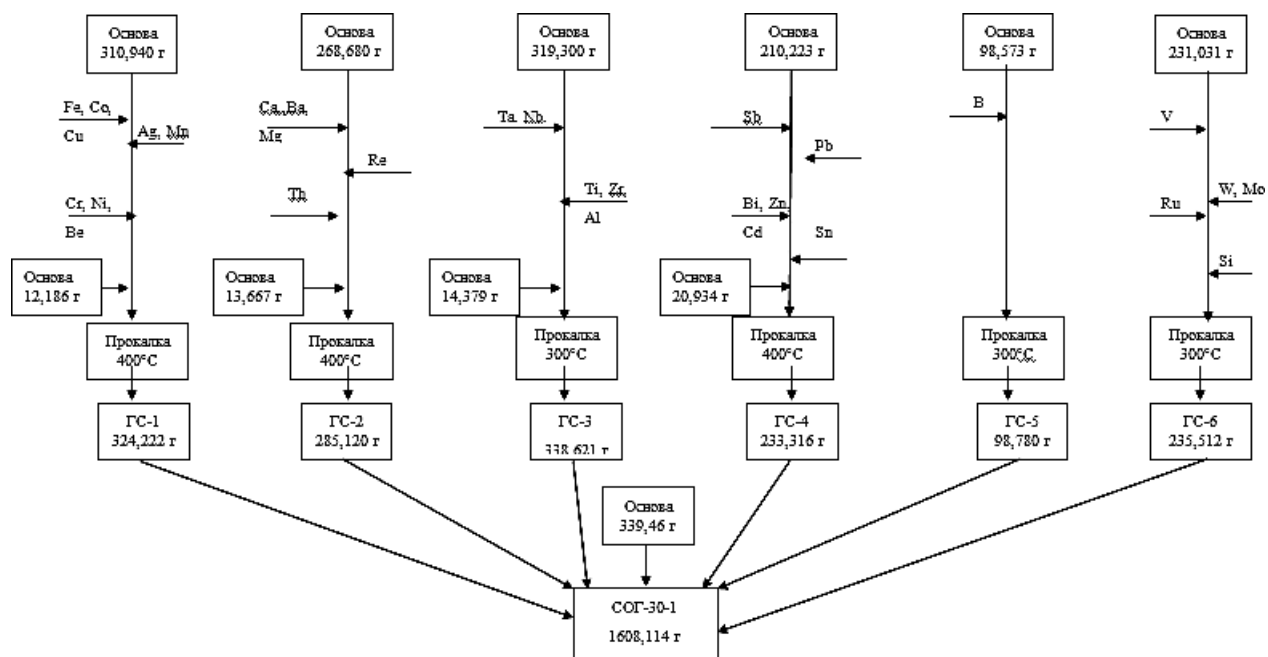 Основа
310,940 г
Основа
268,680 г
Основа
319,300 г
Основа
210,223 г
Основа
98,573 г
Основа
231,031 г
Fe, Co,
Cu
Ag, Mn
Cr, Ni,
Be
Ca, Ba,
Mg
Re
Th
Ta, Nb
Ti, Zr,
Al
Sb
Pb
Bi, Zn,
Cd
Sn
B
V
W, Mo
Ru
Si
Основа
12,186 г
Основа
13,667 г
Основа
14,379 г
Основа
20,934 г
Прокалка
400°C
Прокалка
400°C
Прокалка
300°C
Прокалка
400°C
Прокалка
300°C
Прокалка
300°C
ГС-1
324,222 г
ГС-2
285,120 г
ГС-3
338,621 г
ГС-4
233,316 г
ГС-5
98,780 г
ГС-6
235,512 г
Основа
339,46 г
СОГ-30-1
1608,114 г